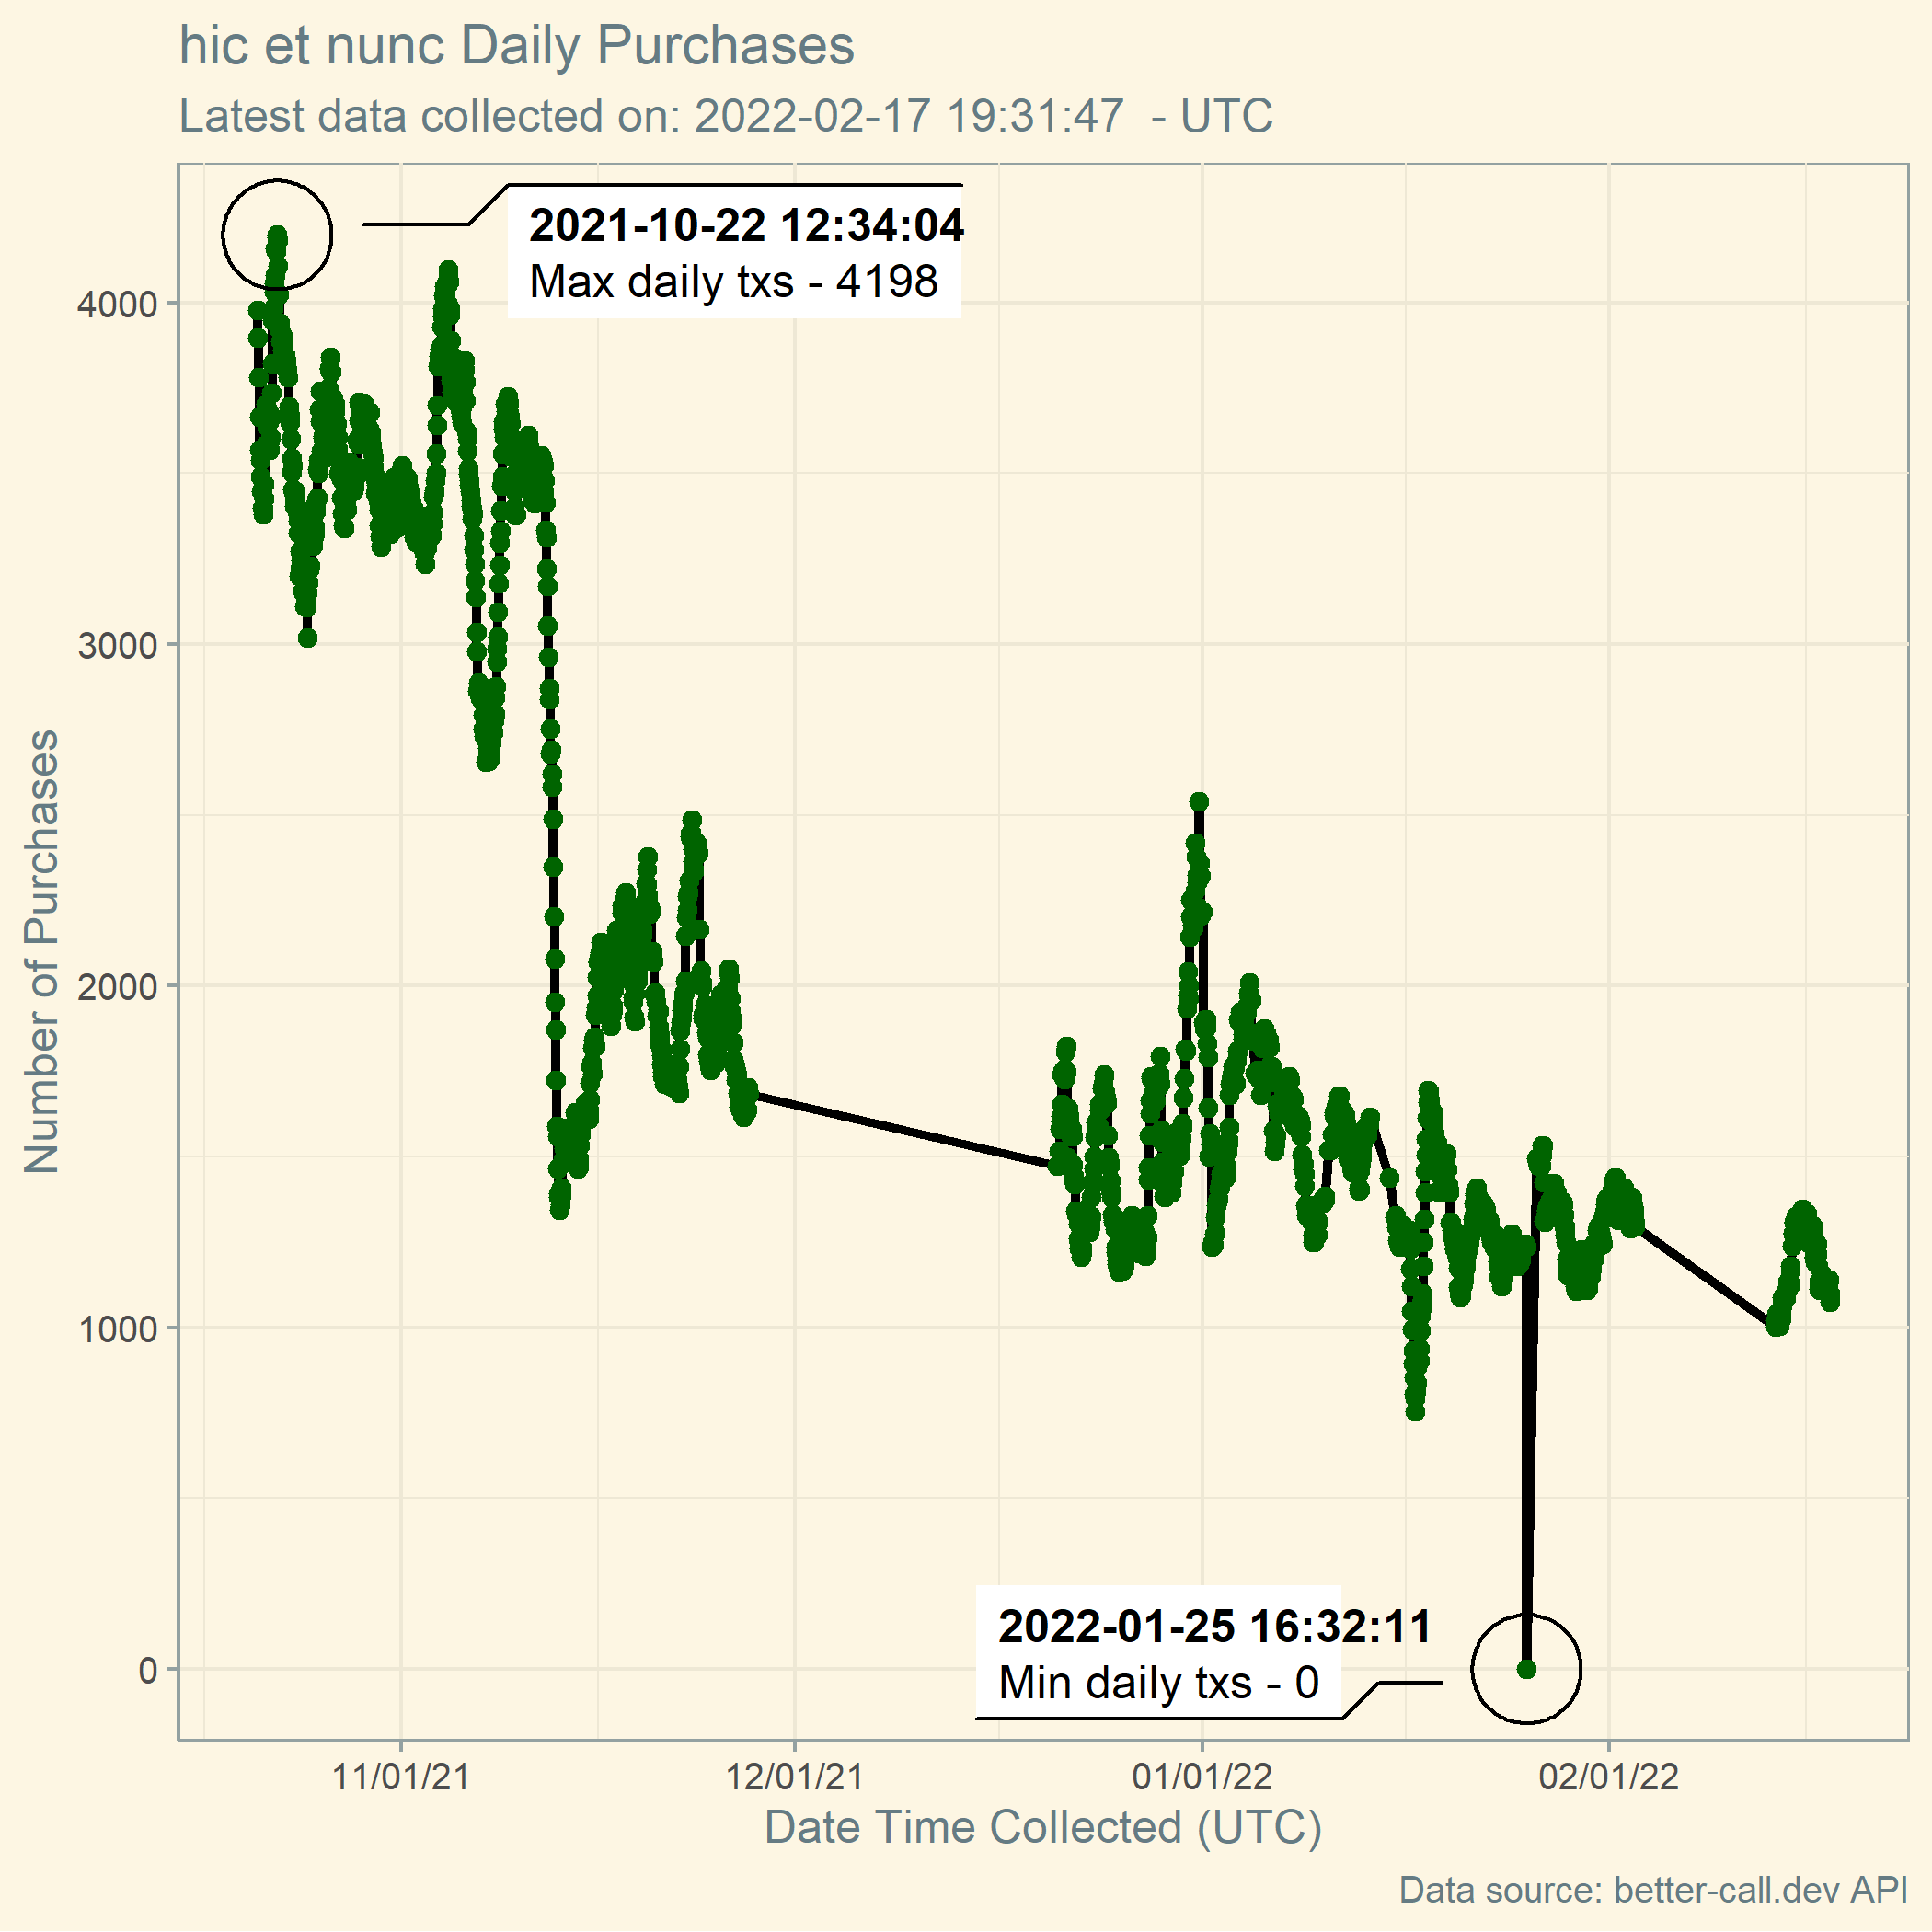 hic et nunc Daily Purchases
Latest data collected on: 2022-02-17 19:31:47  - UTC
2021-10-22 12:34:04
Max daily txs - 4198
4000
3000
2000
1000
0
Number of Purchases
2022-01-25 16:32:11
Min daily txs - 0
11/01/21
12/01/21
01/01/22
02/01/22
Date Time Collected (UTC)
Data source: better-call.dev API